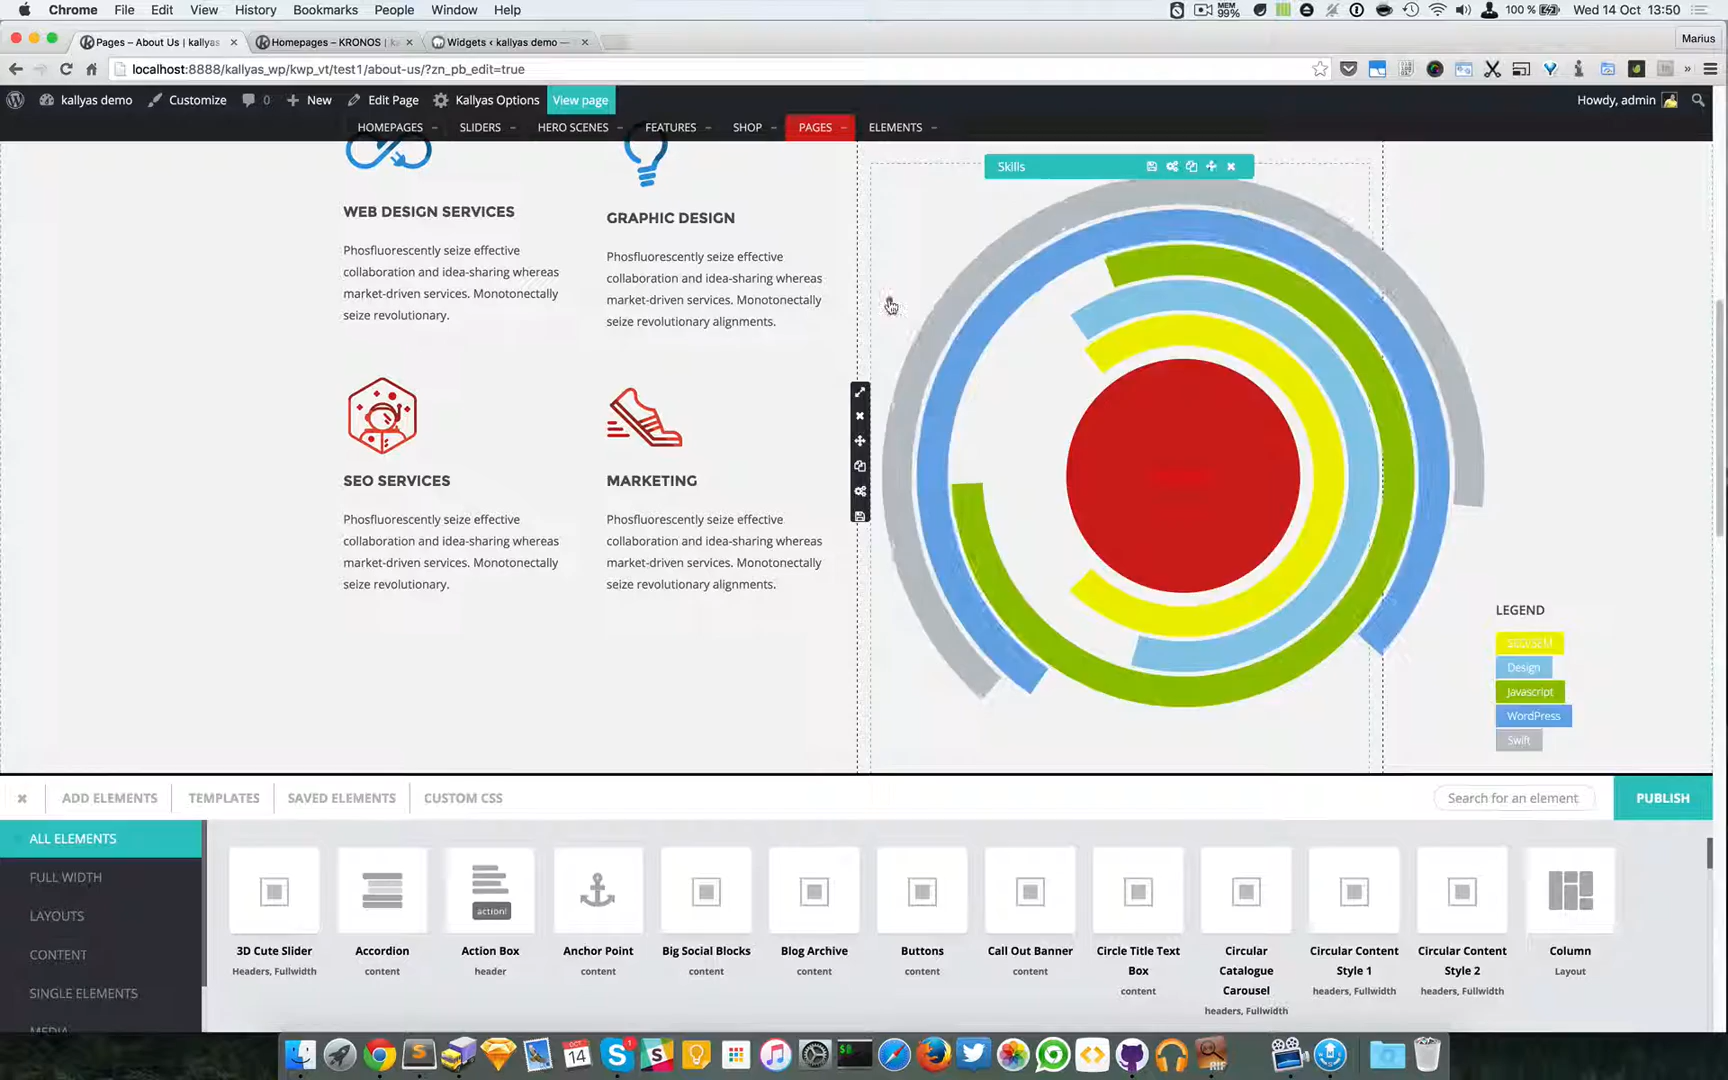 Chrome File Edit View History Bookmarks People Window Help
MEM 99% 100 % Wed 14 Oct 13:50
Pages – About Us | kallyas
Homepages – KRONOS | k
Widgets ‹ kallyas demo —
Marius
localhost:8888/kallyas_wp/kwp_vt/test1/about-us/?zn_pb_edit=true
kallyas demo Customize 0 New Edit Page Kallyas Options View page Howdy, admin
HOMEPAGES SLIDERS HERO SCENES FEATURES SHOP PAGES ELEMENTS
WEB DESIGN SERVICES
Phosfluorescently seize effective
collaboration and idea-sharing whereas
market-driven services. Monotonectally
seize revolutionary.
GRAPHIC DESIGN
Phosfluorescently seize effective
collaboration and idea-sharing whereas
market-driven services. Monotonectally
seize revolutionary alignments.
SEO SERVICES
Phosfluorescently seize effective
collaboration and idea-sharing whereas
market-driven services. Monotonectally
seize revolutionary.
MARKETING
Phosfluorescently seize effective
collaboration and idea-sharing whereas
market-driven services. Monotonectally
seize revolutionary alignments.
Skills
LEGEND
Design
Javascript
WordPress
Swift
ADD ELEMENTS TEMPLATES SAVED ELEMENTS CUSTOM CSS
Search for an element
PUBLISH
ALL ELEMENTS
FULL WIDTH
LAYOUTS
CONTENT
SINGLE ELEMENTS
MEDIA
3D Cute Slider
Headers, Fullwidth
Accordion
content
action!
Action Box
header
Anchor Point
content
Big Social Blocks
content
Blog Archive
content
Buttons
content
Call Out Banner
content
Circle Title Text
Box
content
Circular
Catalogue
Carousel
headers, Fullwidth
Circular Content
Style 1
headers, Fullwidth
Circular Content
Style 2
headers, Fullwidth
Column
Layout
14